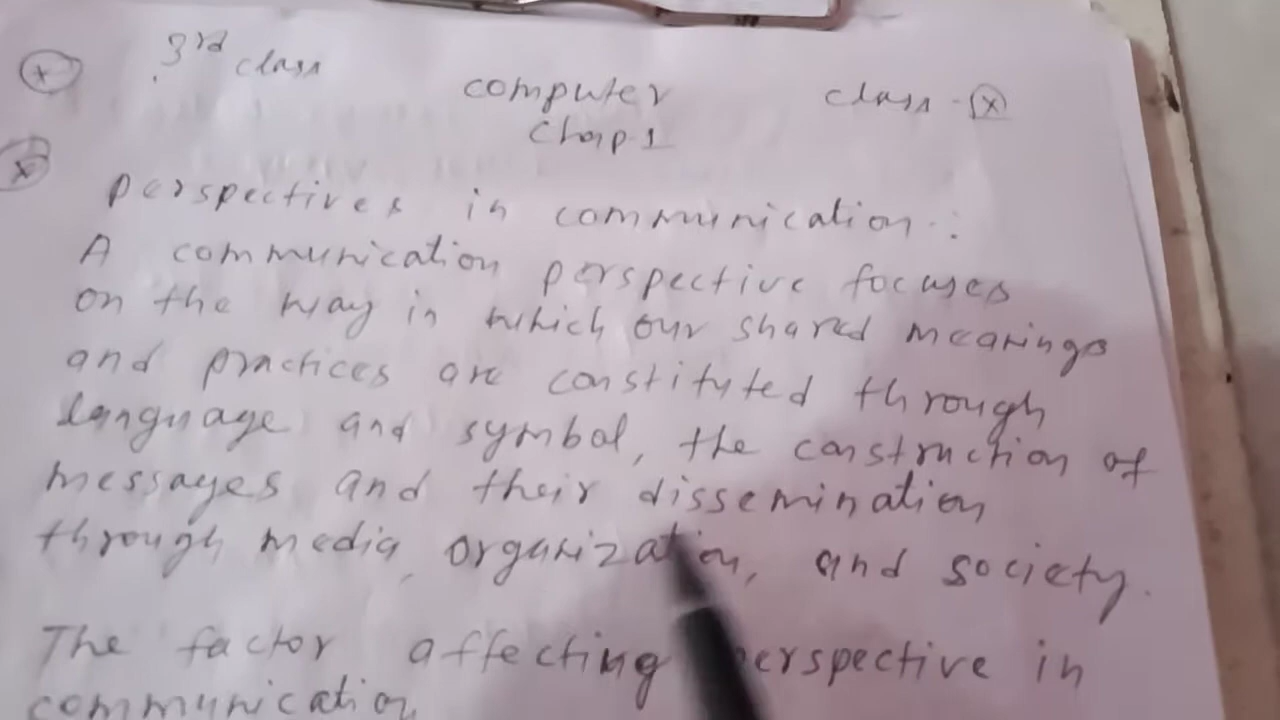 3rd class
computer class - X
Chap-1
perspectives in communication :
A communication perspective focuses
on the way in which our shared meanings
and practices are constituted through
language and symbol, the construction of
messages and their dissemination
through media, organization, and society.
The factor affecting perspective in
communication